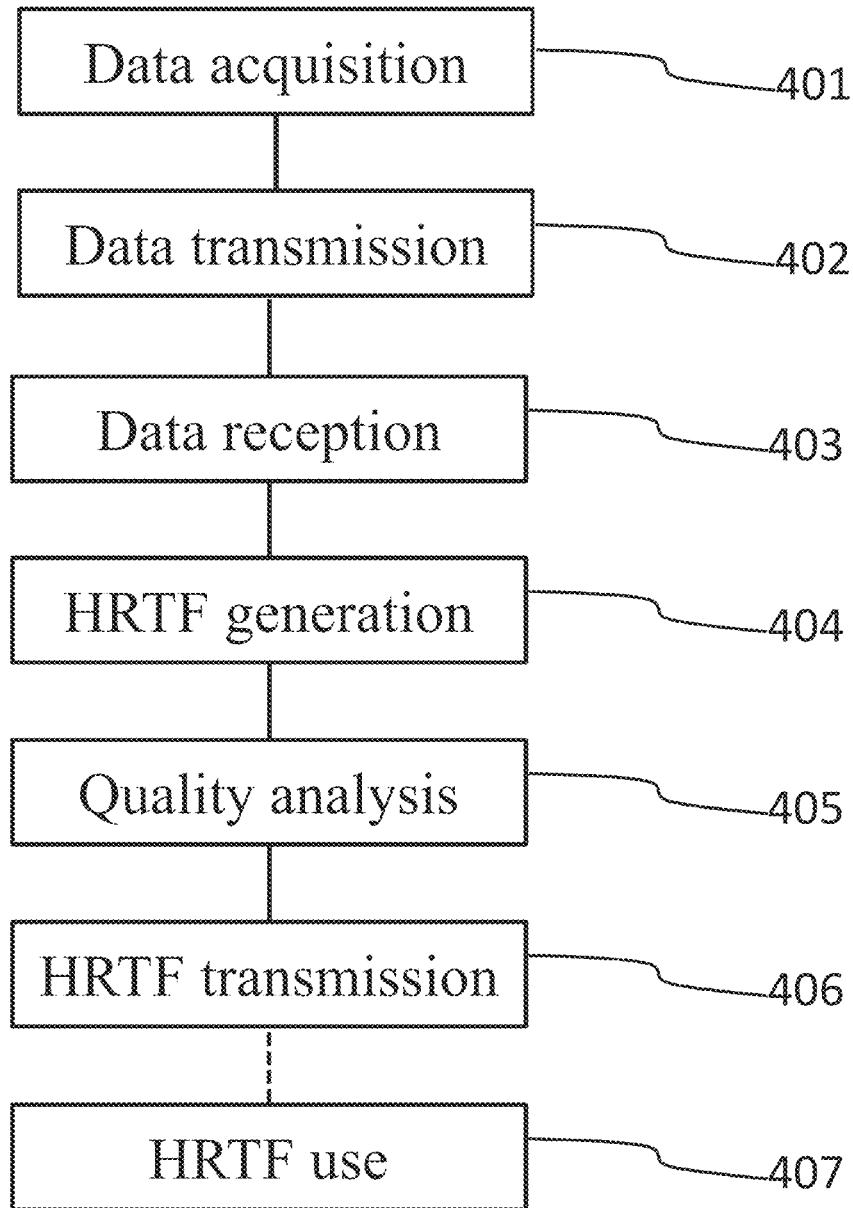 Data acquisition
401
Data transmission
402
Data reception
403
HRTF generation
404
Quality analysis
405
HRTF transmission
406
HRTF use
407